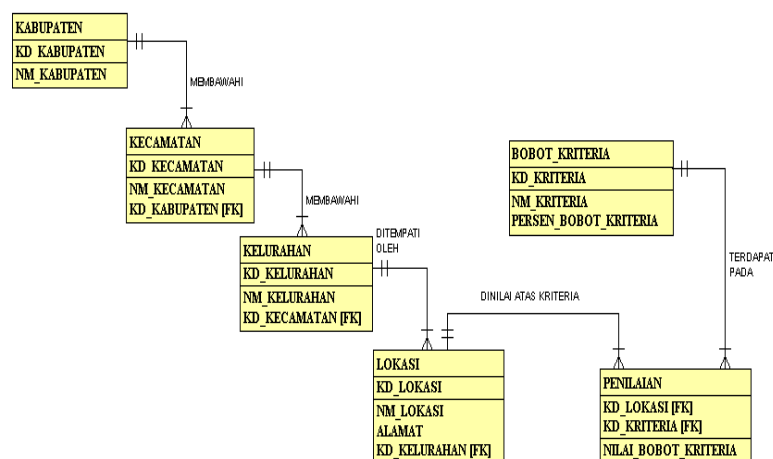 KABUPATEN
KD_KABUPATEN
NM_KABUPATEN
MEMBAWAHI
KECAMATAN
KD_KECAMATAN
NM_KECAMATAN
KD_KABUPATEN [FK]
MEMBAWAHI
KELURAHAN
KD_KELURAHAN
NM_KELURAHAN
KD_KECAMATAN [FK]
DITEMPATI
OLEH
BOBOT_KRITERIA
KD_KRITERIA
NM_KRITERIA
PERSEN_BOBOT_KRITERIA
TERDAPAT
PADA
DINILAI ATAS KRITERIA
LOKASI
KD_LOKASI
NM_LOKASI
ALAMAT
KD_KELURAHAN [FK]
PENILAIAN
KD_LOKASI [FK]
KD_KRITERIA [FK]
NILAI_BOBOT_KRITERIA